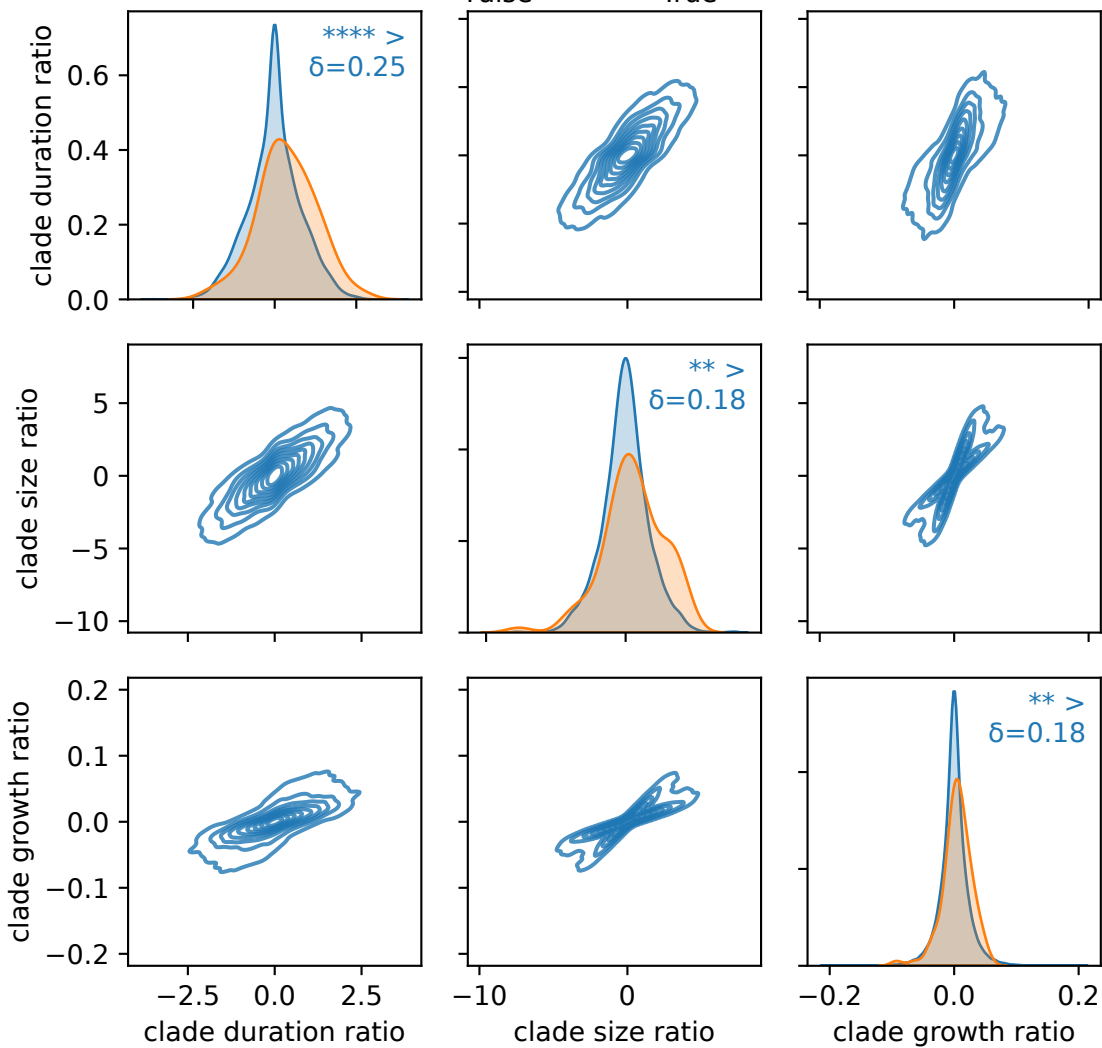 clade duration ratio
0.6
0.4
0.2
0.0
**** >
δ=0.25
clade size ratio
5
0
−5
−10
** >
δ=0.18
clade growth ratio
0.2
0.1
0.0
−0.1
−0.2
** >
δ=0.18
−2.5 0.0 2.5
−10 0
−0.2 0.0 0.2
clade duration ratio
clade size ratio
clade growth ratio